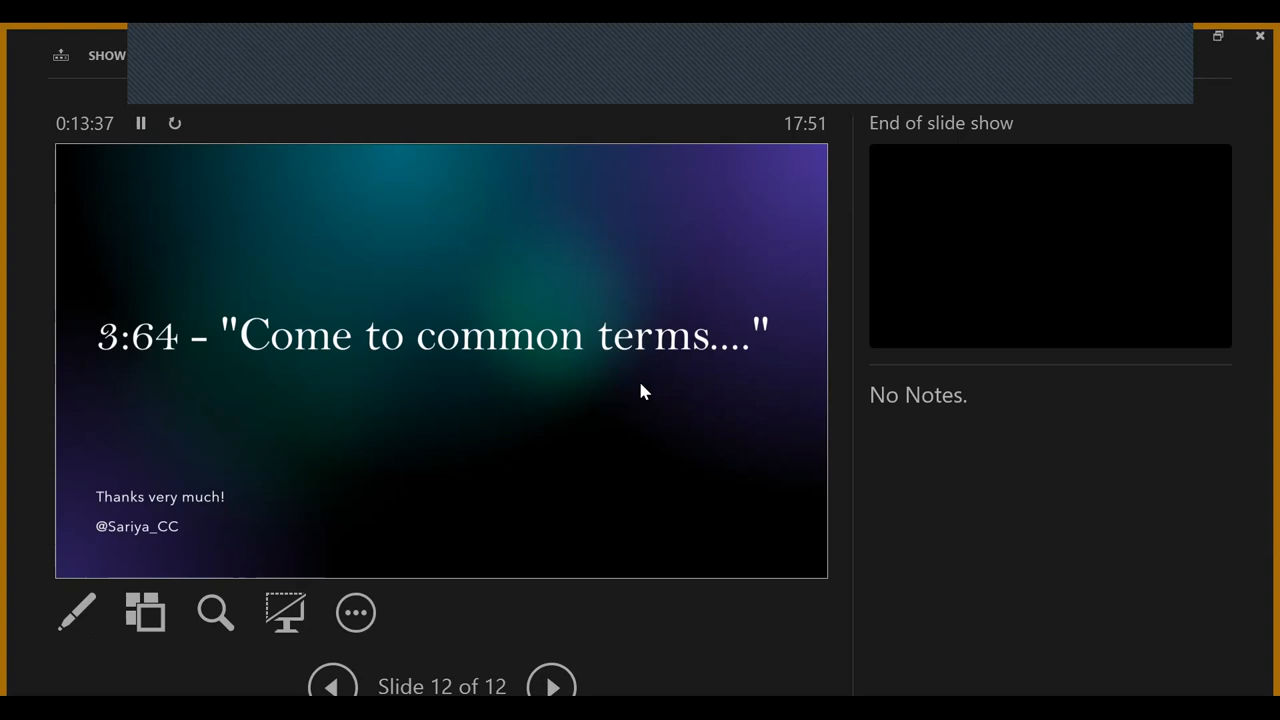 SHOW
0:13:37
17:51
End of slide show
3:64 - "Come to common terms...."
No Notes.
Thanks very much!
@Sariya_CC
Slide 12 of 12